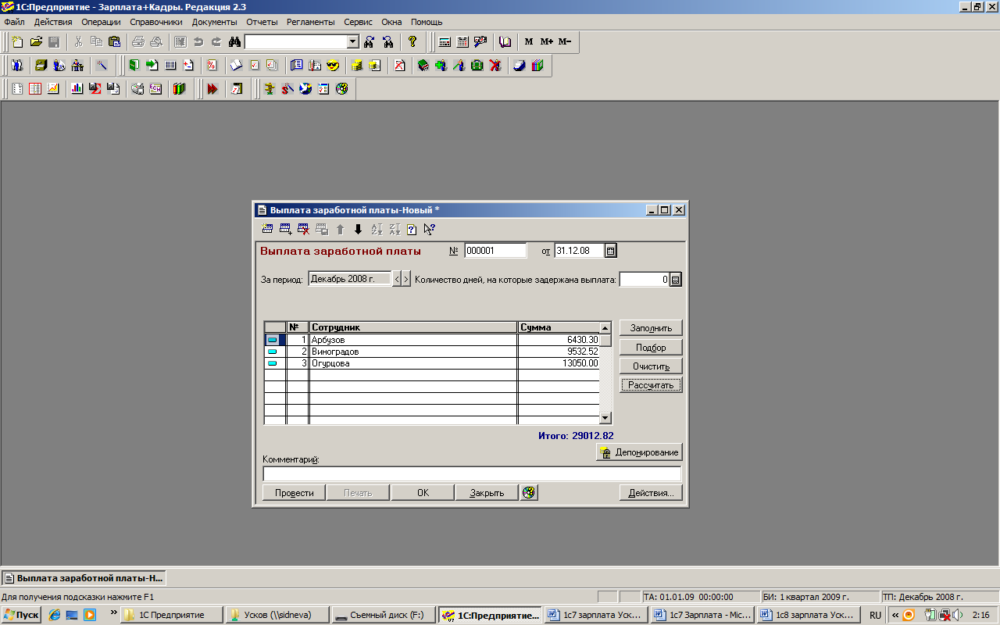 1С:Предприятие - Зарплата+Кадры. Редакция 2.3
Файл Действия Операции Справочники Документы Отчеты Регламенты Сервис Окна Помощь
M M+ M−
Выплата заработной платы-Новый *
Выплата заработной платы № 000001 от 31.12.08
За период: Декабрь 2008 г. < > Количество дней, на которые задержана выплата: 0
№ Сотрудник Сумма
Заполнить
1 Арбузов 6430.30
2 Виноградов 9532.52
Подбор
3 Огурцова 13050.00
Очистить
Рассчитать
Итого: 29012.82
Депонирование
Комментарий:
Провести Печать OK Закрыть Действия...
Выплата заработной платы-Н...
Для получения подсказки нажмите F1 ТА: 01.01.09 00:00:00 БИ: 1 квартал 2009 г. ТП: Декабрь 2008 г.
Пуск » 1С Предприятие Усков (\\sidneva) Съемный диск (F:) 1С:Предприятие... 1с7 зарплата Уск... 1с7 Зарплата - Mic... 1с8 зарплата Уск... RU « 2:16